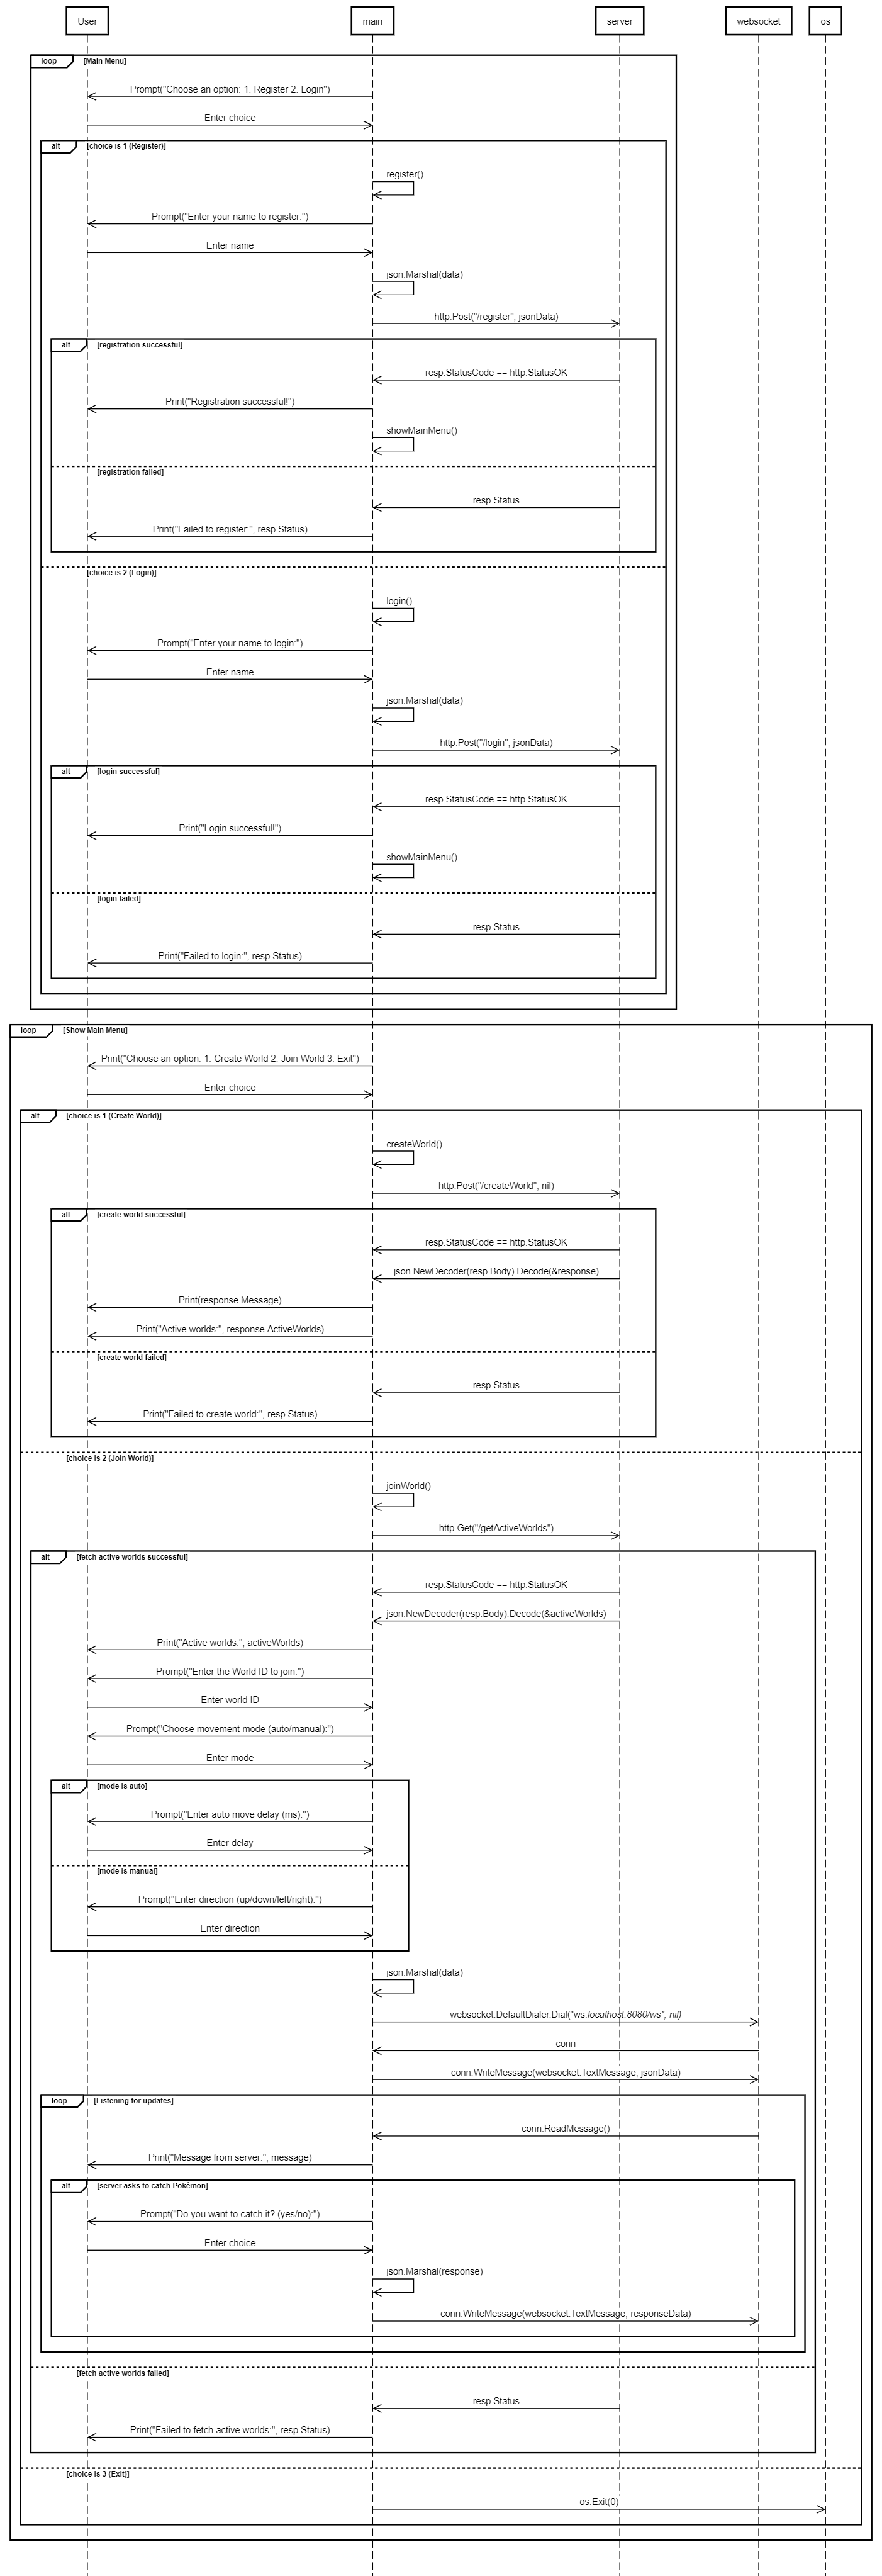 User
main
server
websocket
os
loop
[Main Menu]
Prompt("Choose an option: 1. Register 2. Login")
Enter choice
alt
[choice is 1 (Register)]
register()
Prompt("Enter your name to register:")
Enter name
json.Marshal(data)
http.Post("/register", jsonData)
alt
[registration successful]
resp.StatusCode == http.StatusOK
Print("Registration successful!")
showMainMenu()
[registration failed]
resp.Status
Print("Failed to register:", resp.Status)
[choice is 2 (Login)]
login()
Prompt("Enter your name to login:")
Enter name
json.Marshal(data)
http.Post("/login", jsonData)
alt
[login successful]
resp.StatusCode == http.StatusOK
Print("Login successful!")
showMainMenu()
[login failed]
resp.Status
Print("Failed to login:", resp.Status)
loop
[Show Main Menu]
Print("Choose an option: 1. Create World 2. Join World 3. Exit")
Enter choice
alt
[choice is 1 (Create World)]
createWorld()
http.Post("/createWorld", nil)
alt
[create world successful]
resp.StatusCode == http.StatusOK
json.NewDecoder(resp.Body).Decode(&response)
Print(response.Message)
Print("Active worlds:", response.ActiveWorlds)
[create world failed]
resp.Status
Print("Failed to create world:", resp.Status)
[choice is 2 (Join World)]
joinWorld()
http.Get("/getActiveWorlds")
alt
[fetch active worlds successful]
resp.StatusCode == http.StatusOK
json.NewDecoder(resp.Body).Decode(&activeWorlds)
Print("Active worlds:", activeWorlds)
Prompt("Enter the World ID to join:")
Enter world ID
Prompt("Choose movement mode (auto/manual):")
Enter mode
alt
[mode is auto]
Prompt("Enter auto move delay (ms):")
Enter delay
[mode is manual]
Prompt("Enter direction (up/down/left/right):")
Enter direction
json.Marshal(data)
websocket.DefaultDialer.Dial("ws:localhost:8080/ws", nil)
conn
conn.WriteMessage(websocket.TextMessage, jsonData)
loop
[Listening for updates]
conn.ReadMessage()
Print("Message from server:", message)
alt
[server asks to catch Pokémon]
Prompt("Do you want to catch it? (yes/no):")
Enter choice
json.Marshal(response)
conn.WriteMessage(websocket.TextMessage, responseData)
[fetch active worlds failed]
resp.Status
Print("Failed to fetch active worlds:", resp.Status)
[choice is 3 (Exit)]
os.Exit(0)